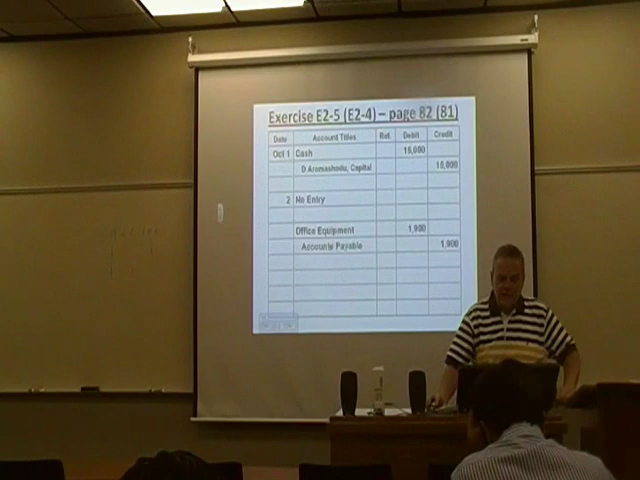 Exercise E2-5 (E2-4) – page 82 (81)
Date Account Titles Ref. Debit Credit
Oct 1 Cash 15,000
D Aromashodu, Capital 15,000
2 No Entry
Office Equipment 1,900
Accounts Payable 1,900